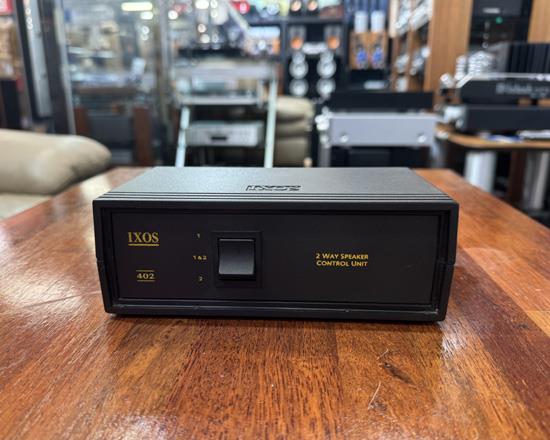 IXOS
IXOS
402
1
1&2
2
2 WAY SPEAKER
CONTROL UNIT